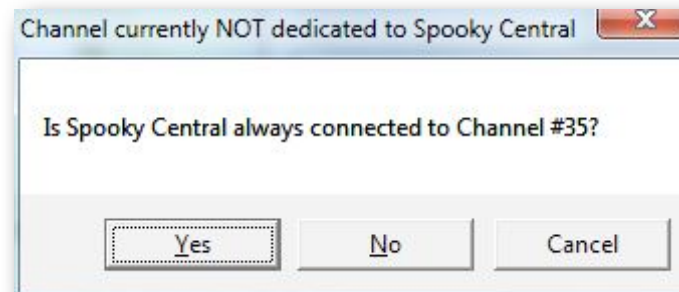 Channel currently NOT dedicated to Spooky Central
Is Spooky Central always connected to Channel #35?
Yes No Cancel